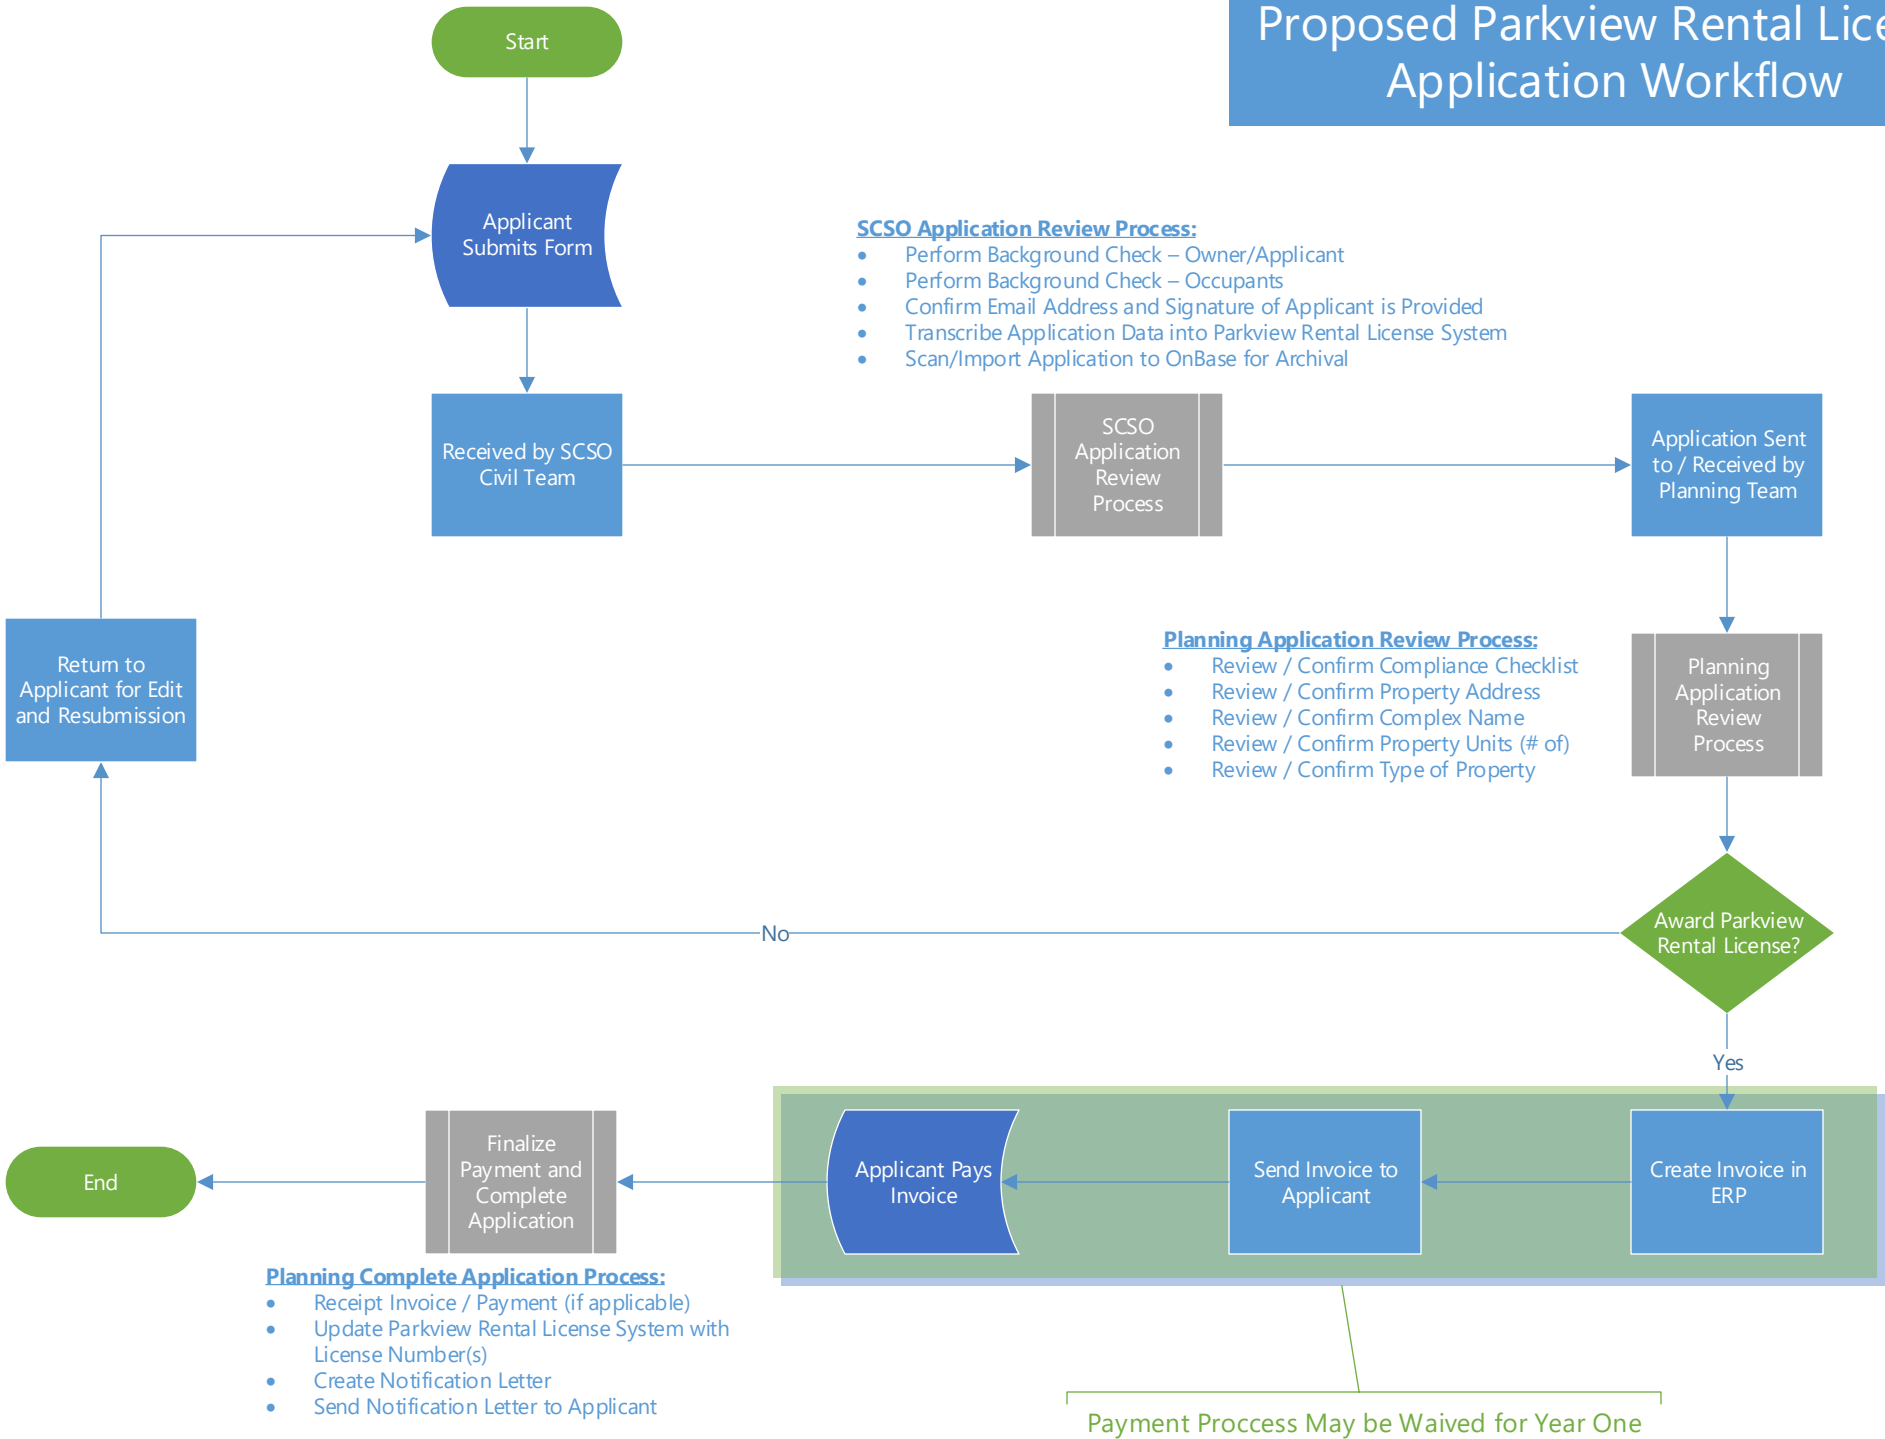 Proposed Parkview Rental
Application Workflow
Start
Applicant
Submits Form
SCSO Application Review Process:
• Perform Background Check – Owner/Applicant
• Perform Background Check – Occupants
• Confirm Email Address and Signature of Applicant is Provided
• Transcribe Application Data into Parkview Rental License System
• Scan/Import Application to OnBase for Archival
Received by SCSO
Civil Team
SCSO
Application
Review
Process
Application Sent
to / Received by
Planning Team
Return to
Applicant for Edit
and Resubmission
Planning Application Review Process:
• Review / Confirm Compliance Checklist
• Review / Confirm Property Address
• Review / Confirm Complex Name
• Review / Confirm Property Units (# of)
• Review / Confirm Type of Property
Planning
Application
Review
Process
Award Parkview
Rental License?
No
Yes
End
Finalize
Payment and
Complete
Application
Applicant Pays
Invoice
Send Invoice to
Applicant
Create Invoice in
ERP
Planning Complete Application Process:
• Receipt Invoice / Payment (if applicable)
• Update Parkview Rental License System with
License Number(s)
• Create Notification Letter
• Send Notification Letter to Applicant
Payment Proccess May be Waived for Year One